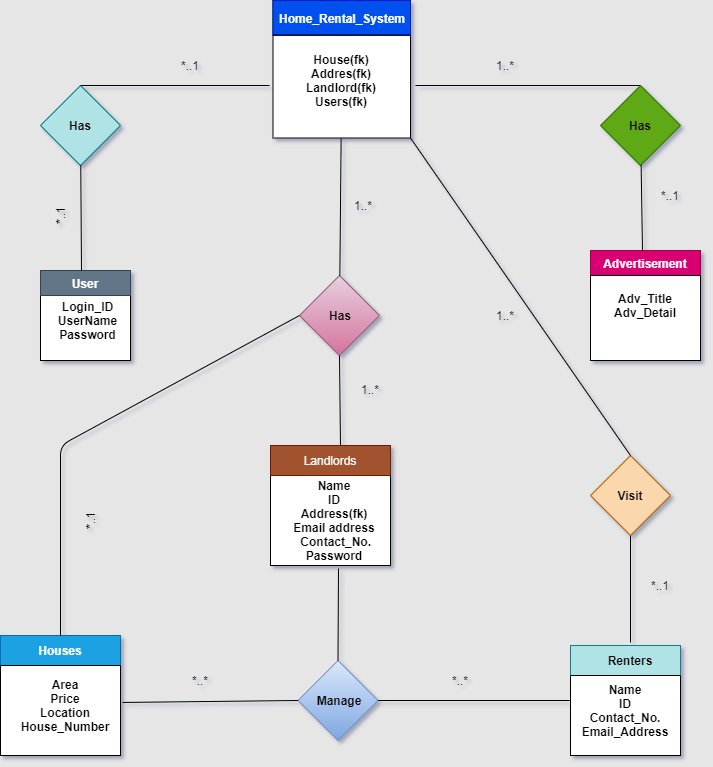 Home_Rental_System
House(fk)
Addres(fk)
Landlord(fk)
Users(fk)
*..1
1..*
Has
Has
*..1
*..1
1..*
User
Login_ID
UserName
Password
Advertisement
Adv_Title
Adv_Detail
Has
1..*
1..*
Landlords
Name
ID
Address(fk)
Email address
Contact_No.
Password
Visit
*..1
*..1
Houses
Area
Price
Location
House_Number
*..*
Manage
*..*
Renters
Name
ID
Contact_No.
Email_Address